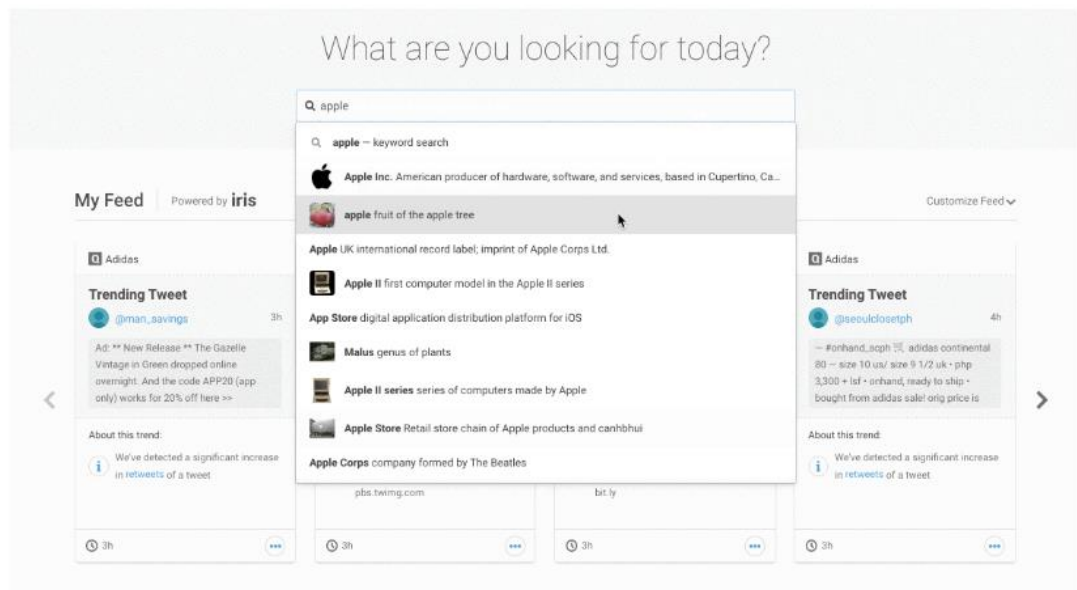 What are you looking for today?
apple
apple — keyword search
Apple Inc. American producer of hardware, software, and services, based in Cupertino, Ca...
apple fruit of the apple tree
Apple UK international record label; imprint of Apple Corps Ltd.
Apple II first computer model in the Apple II series
App Store digital application distribution platform for iOS
Malus genus of plants
Apple II series series of computers made by Apple
Apple Store Retail store chain of Apple products and canhbhui
Apple Corps company formed by The Beatles
My Feed
Powered by iris
Customize Feed
Adidas
Trending Tweet
@man_savings
3h
Ad: ** New Release ** The Gazelle
Vintage in Green dropped online
overnight. And the code APP20 (app
only) works for 20% off here >>
About this trend:
We've detected a significant increase
in retweets of a tweet
3h
pbs.twimg.com
3h
bit.ly
3h
Adidas
Trending Tweet
@seoulclosetph
4h
— #onhand_scph adidas continental
80 — size 10 us/ size 9 1/2 uk • php
3,300 + lsf • onhand, ready to ship •
bought from adidas sale! orig price is
About this trend:
We've detected a significant increase
in retweets of a tweet
3h